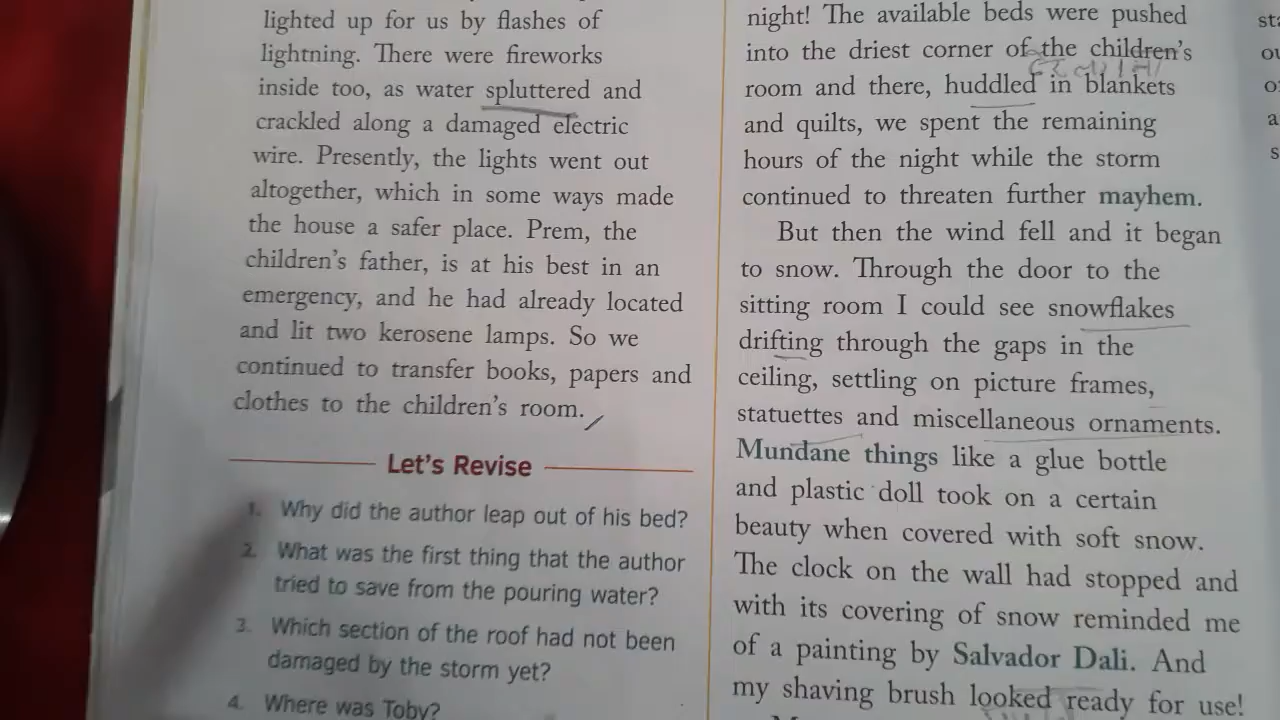 lighted up for us by flashes of
lightning. There were fireworks
inside too, as water spluttered and
crackled along a damaged electric
wire. Presently, the lights went out
altogether, which in some ways made
the house a safer place. Prem, the
children's father, is at his best in an
emergency, and he had already located
and lit two kerosene lamps. So we
continued to transfer books, papers and
clothes to the children's room.
Let's Revise
1. Why did the author leap out of his bed?
2. What was the first thing that the author
tried to save from the pouring water?
3. Which section of the roof had not been
damaged by the storm yet?
4. Where was Toby?
night! The available beds were pushed
into the driest corner of the children's
room and there, huddled in blankets
and quilts, we spent the remaining
hours of the night while the storm
continued to threaten further mayhem.
But then the wind fell and it began
to snow. Through the door to the
sitting room I could see snowflakes
drifting through the gaps in the
ceiling, settling on picture frames,
statuettes and miscellaneous ornaments.
Mundane things like a glue bottle
and plastic doll took on a certain
beauty when covered with soft snow.
The clock on the wall had stopped and
with its covering of snow reminded me
of a painting by Salvador Dali. And
my shaving brush looked ready for use!